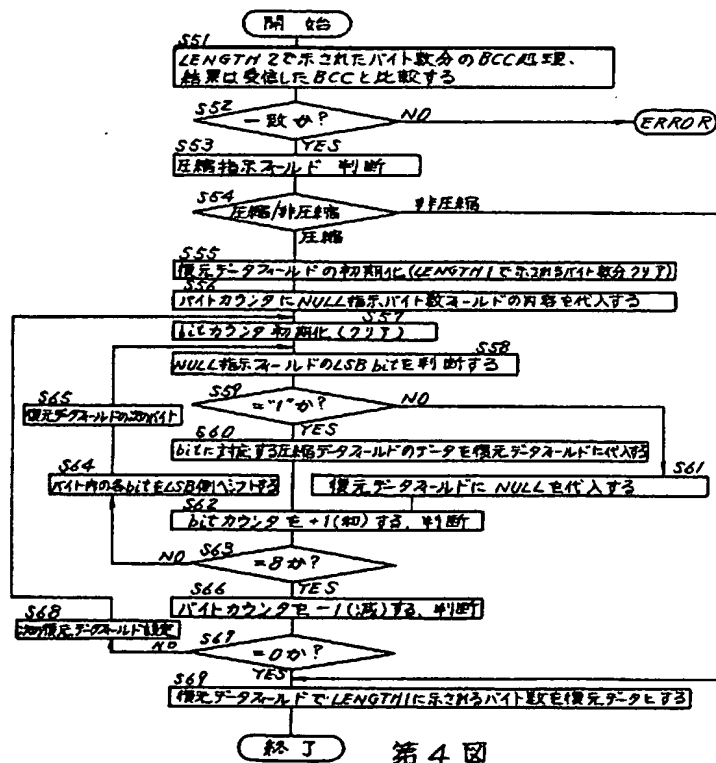 開始
S51
LENGTH2で示されたバイト数分のBCC処理、
結果は受信したBCCと比較する
S52
一致か?
NO
ERROR
YES
S53
圧縮指示フィールド 判断
S54
圧縮/非圧縮
非圧縮
圧縮
S55
復元データフィールドの初期化(LENGTH1で示されるバイト数分クリア)
S56
バイトカウンタにNULL指示バイト数フィールドの内容を代入する
S57
bitカウンタ初期化(クリア)
S58
NULL指示フィールドのLSB bitを判断する
S65
復元データフィールドの次のバイト
S59
="1"か?
NO
YES
S60
bitに対応する圧縮データフィールドのデータを復元データフィールドに代入する
S64
バイト内の各bitをLSB側へシフトする
S61
復元データフィールドにNULLを代入する
S62
bitカウンタを+1(和)する、判断
S63
=8か?
NO
YES
S66
バイトカウンタを-1(減)する、判断
S68
次の復元データフィールドを設定
S67
=0か?
NO
YES
S69
復元データフィールドでLENGTH1に示されるバイト数を復元データとする
終了
第4図